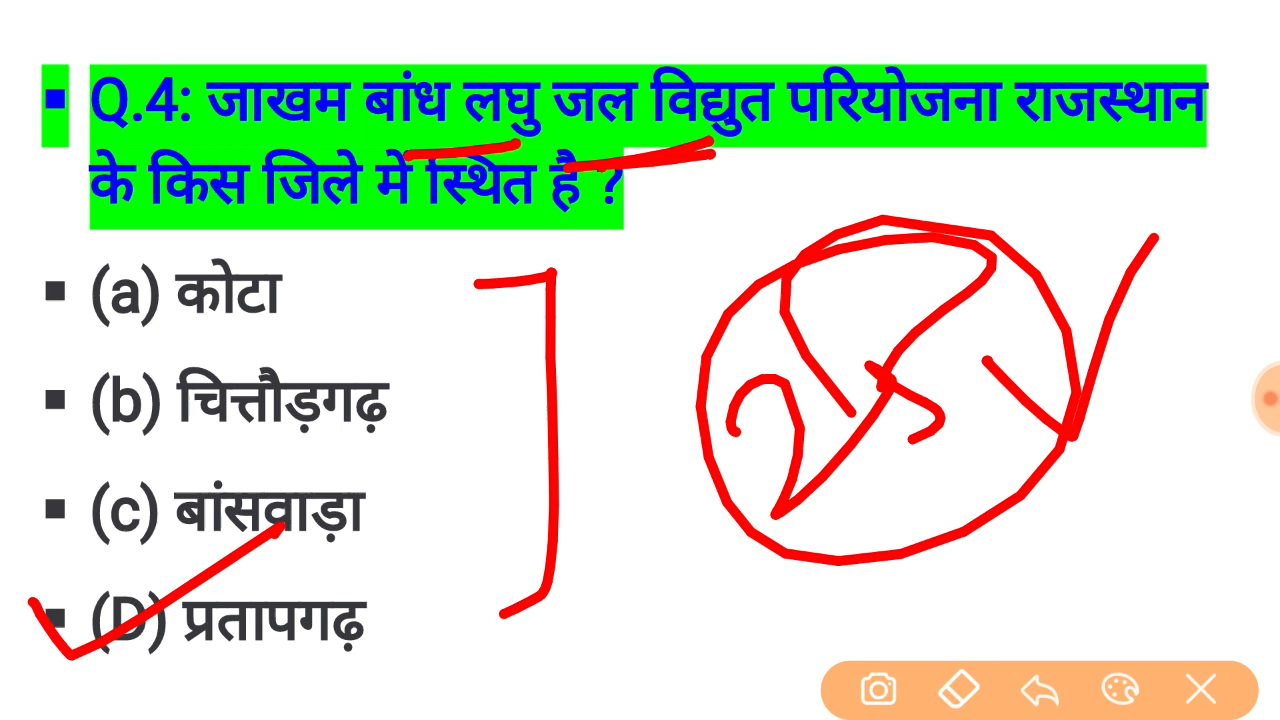 Q.4: जाखम बांध लघु जल विद्युत परियोजना राजस्थान
के किस जिले में स्थित है ?
(a) कोटा
(b) चित्तौड़गढ़
(c) बांसवाड़ा
(D) प्रतापगढ़